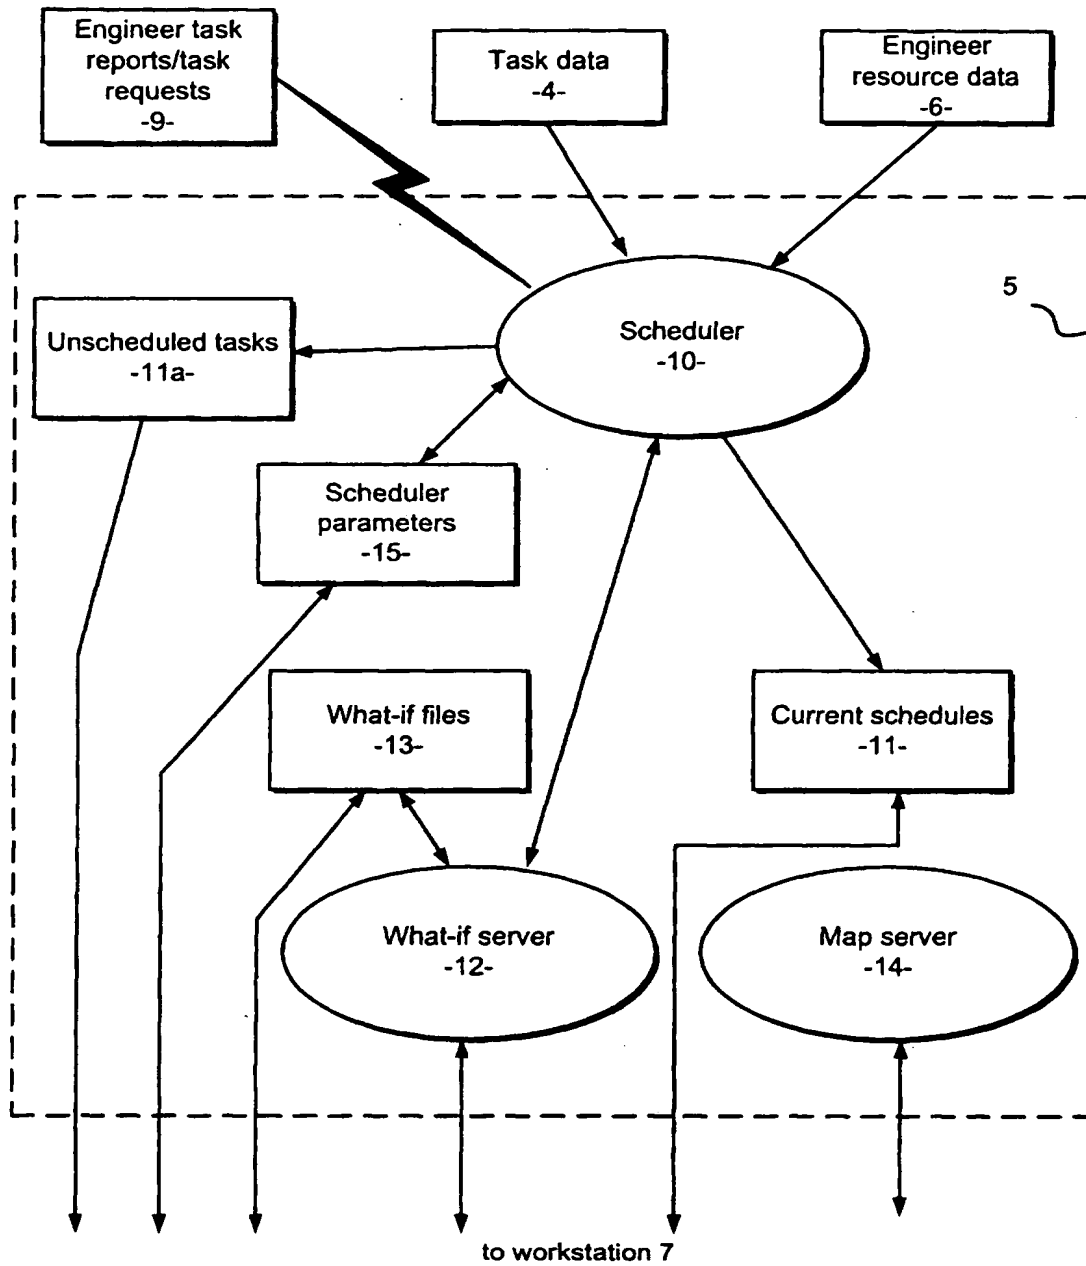 Engineer task
reports/task
requests
-9-
Task data
-4-
Engineer
resource data
-6-
5
Scheduler
-10-
Unscheduled tasks
-11a-
Scheduler
parameters
-15-
What-if files
-13-
Current schedules
-11-
What-if server
-12-
Map server
-14-
to workstation 7